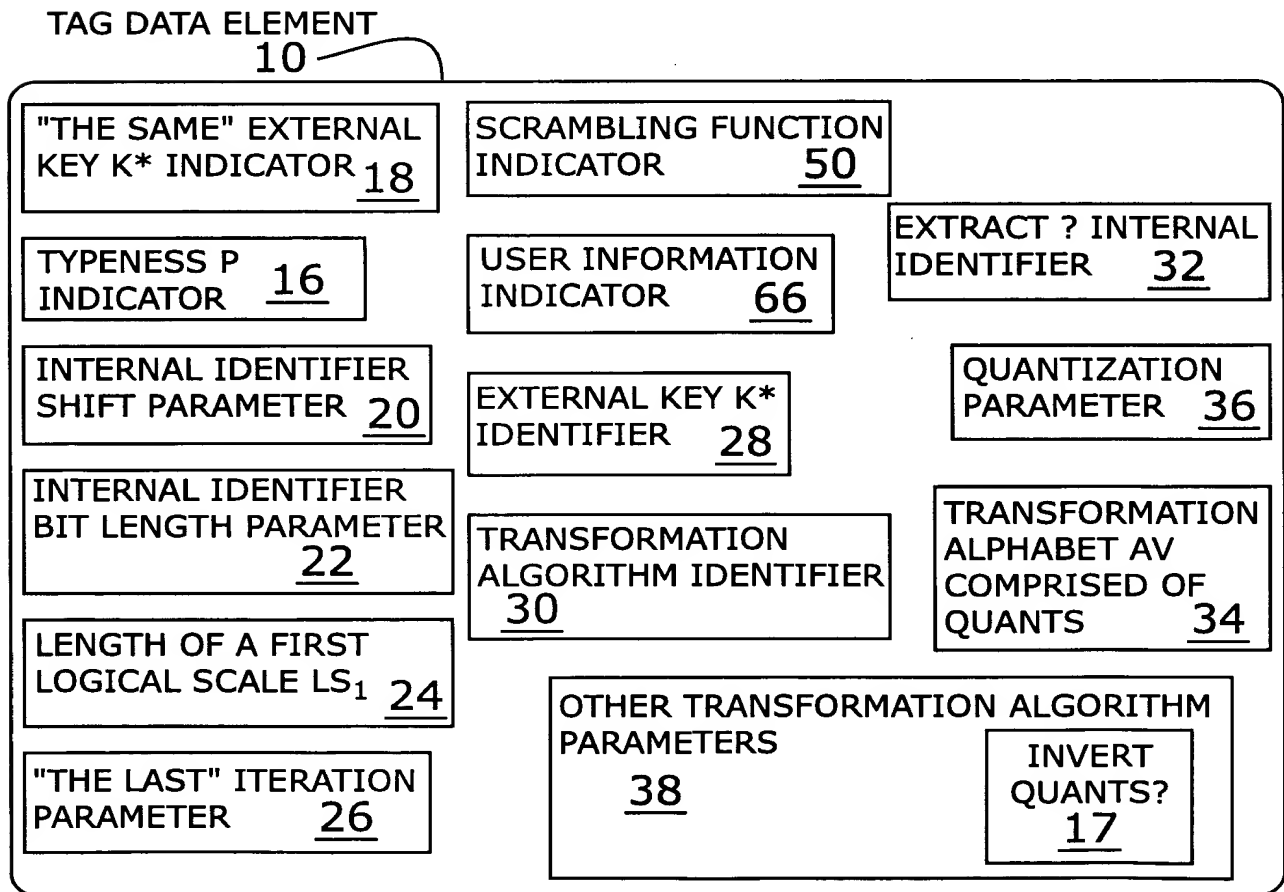 TAG DATA ELEMENT
10
"THE SAME" EXTERNAL
KEY K* INDICATOR 18
TYPENESS P
INDICATOR 16
INTERNAL IDENTIFIER
SHIFT PARAMETER 20
INTERNAL IDENTIFIER
BIT LENGTH PARAMETER
22
LENGTH OF A FIRST
LOGICAL SCALE LS₁ 24
"THE LAST" ITERATION
PARAMETER 26
SCRAMBLING FUNCTION
INDICATOR 50
USER INFORMATION
INDICATOR 66
EXTERNAL KEY K*
IDENTIFIER 28
TRANSFORMATION
ALGORITHM IDENTIFIER
30
EXTRACT ? INTERNAL
IDENTIFIER 32
QUANTIZATION
PARAMETER 36
TRANSFORMATION
ALPHABET AV
COMPRISED OF
QUANTS 34
OTHER TRANSFORMATION ALGORITHM
PARAMETERS
38
INVERT
QUANTS?
17